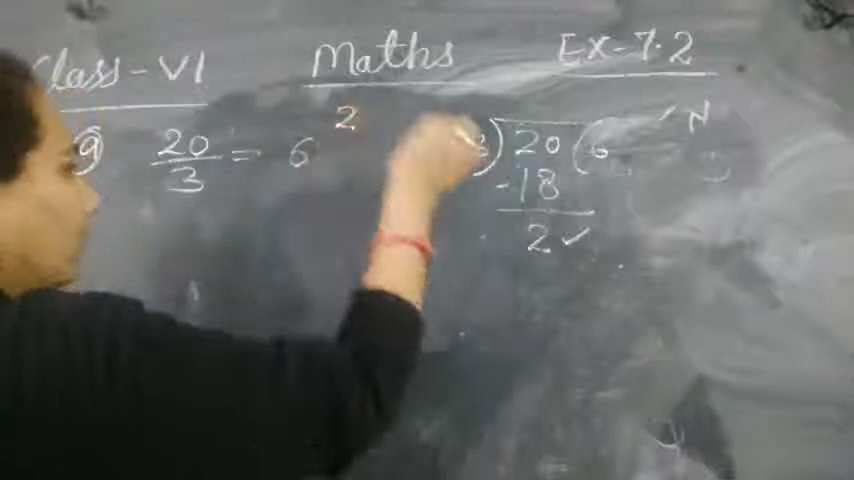 Class-VI Maths Ex-7.2
9) 20/3 = 6 2
3)20(6
-18
2 ✓
N